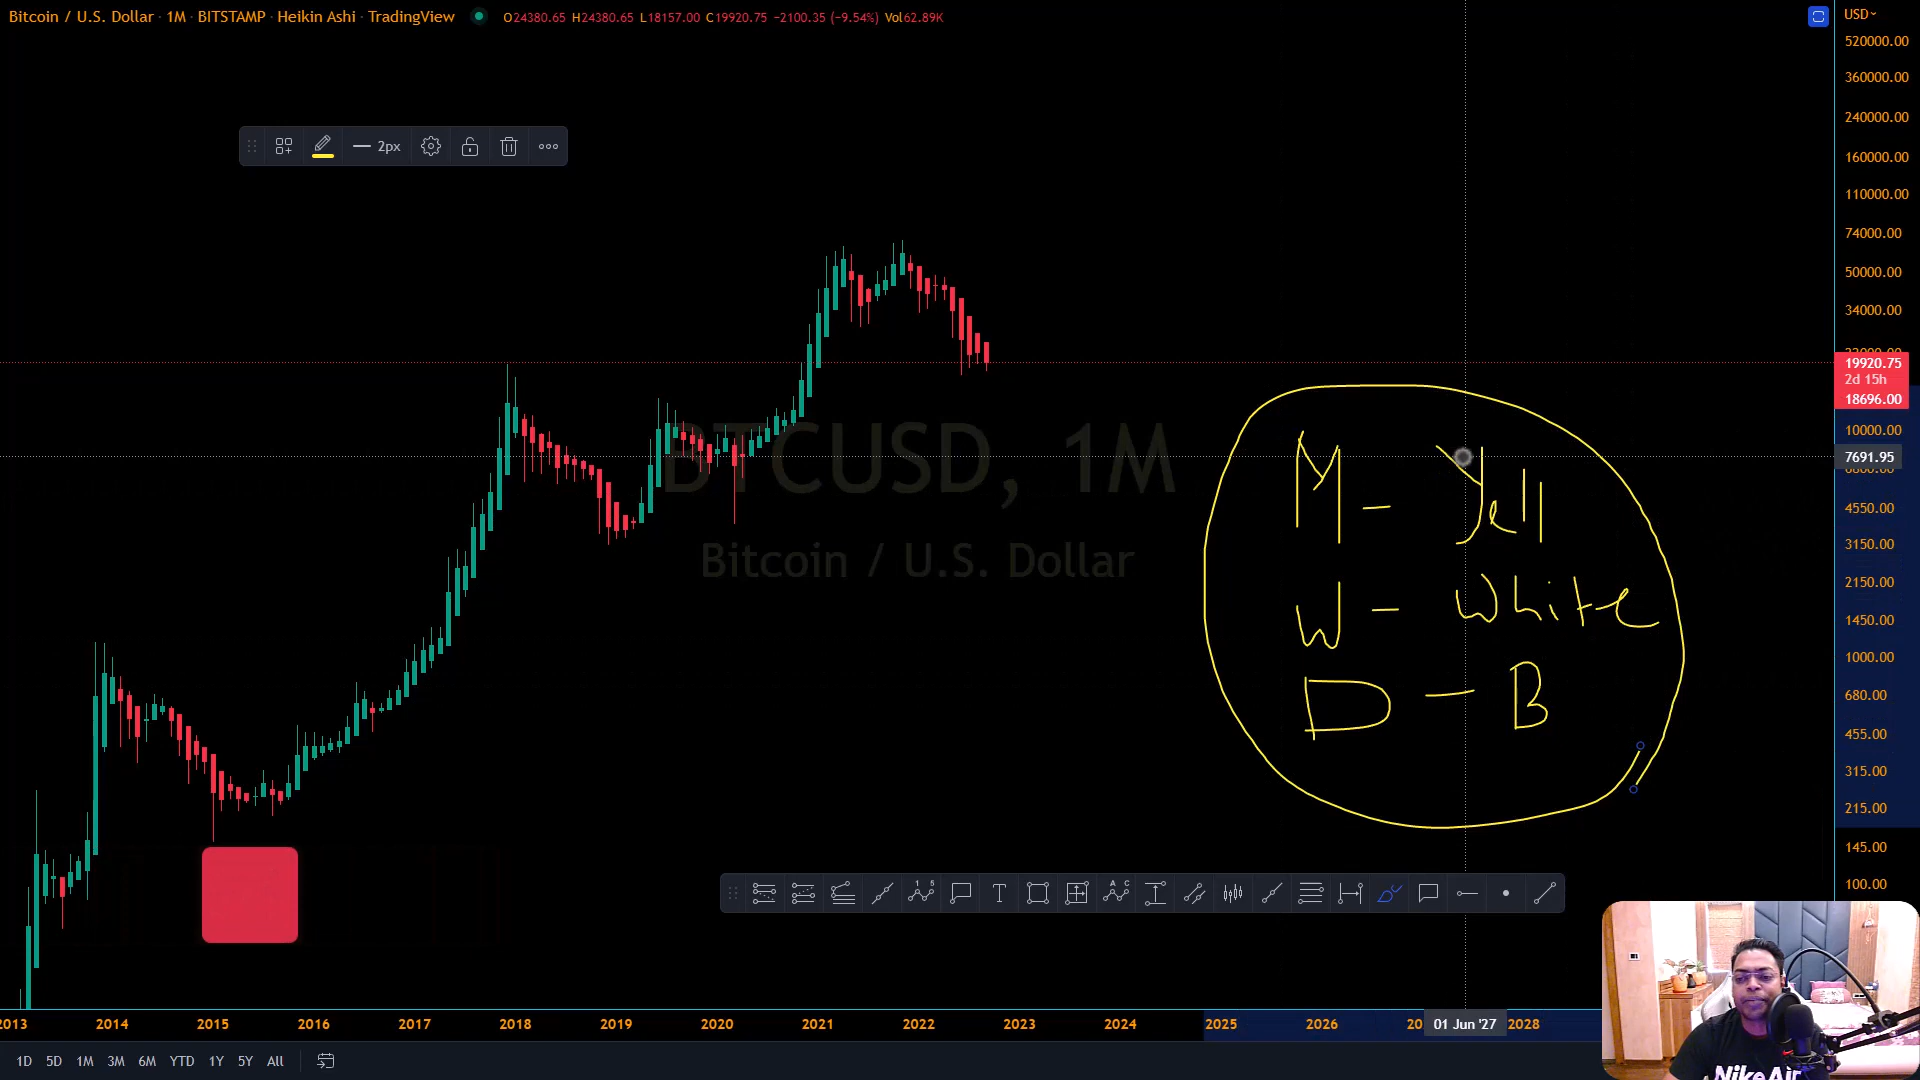 Bitcoin / U.S. Dollar · 1M · BITSTAMP · Heikin Ashi · TradingView O24380.65 H24380.65 L18157.00 C19920.75 −2100.35 (−9.54%) Vol62.89K
USD
520000.00
360000.00
240000.00
2px
160000.00
110000.00
74000.00
50000.00
34000.00
19920.75
2d 15h
18696.00
10000.00
BTCUSD, 1M
Bitcoin / U.S. Dollar
7691.95
4550.00
3150.00
2150.00
1450.00
1000.00
680.00
455.00
315.00
215.00
145.00
100.00
M - Yell
W - White
D - B
2013 2014 2015 2016 2017 2018 2019 2020 2021 2022 2023 2024 2025 2026 01 Jun '27 2028
1D 5D 1M 3M 6M YTD 1Y 5Y All
Nike Air